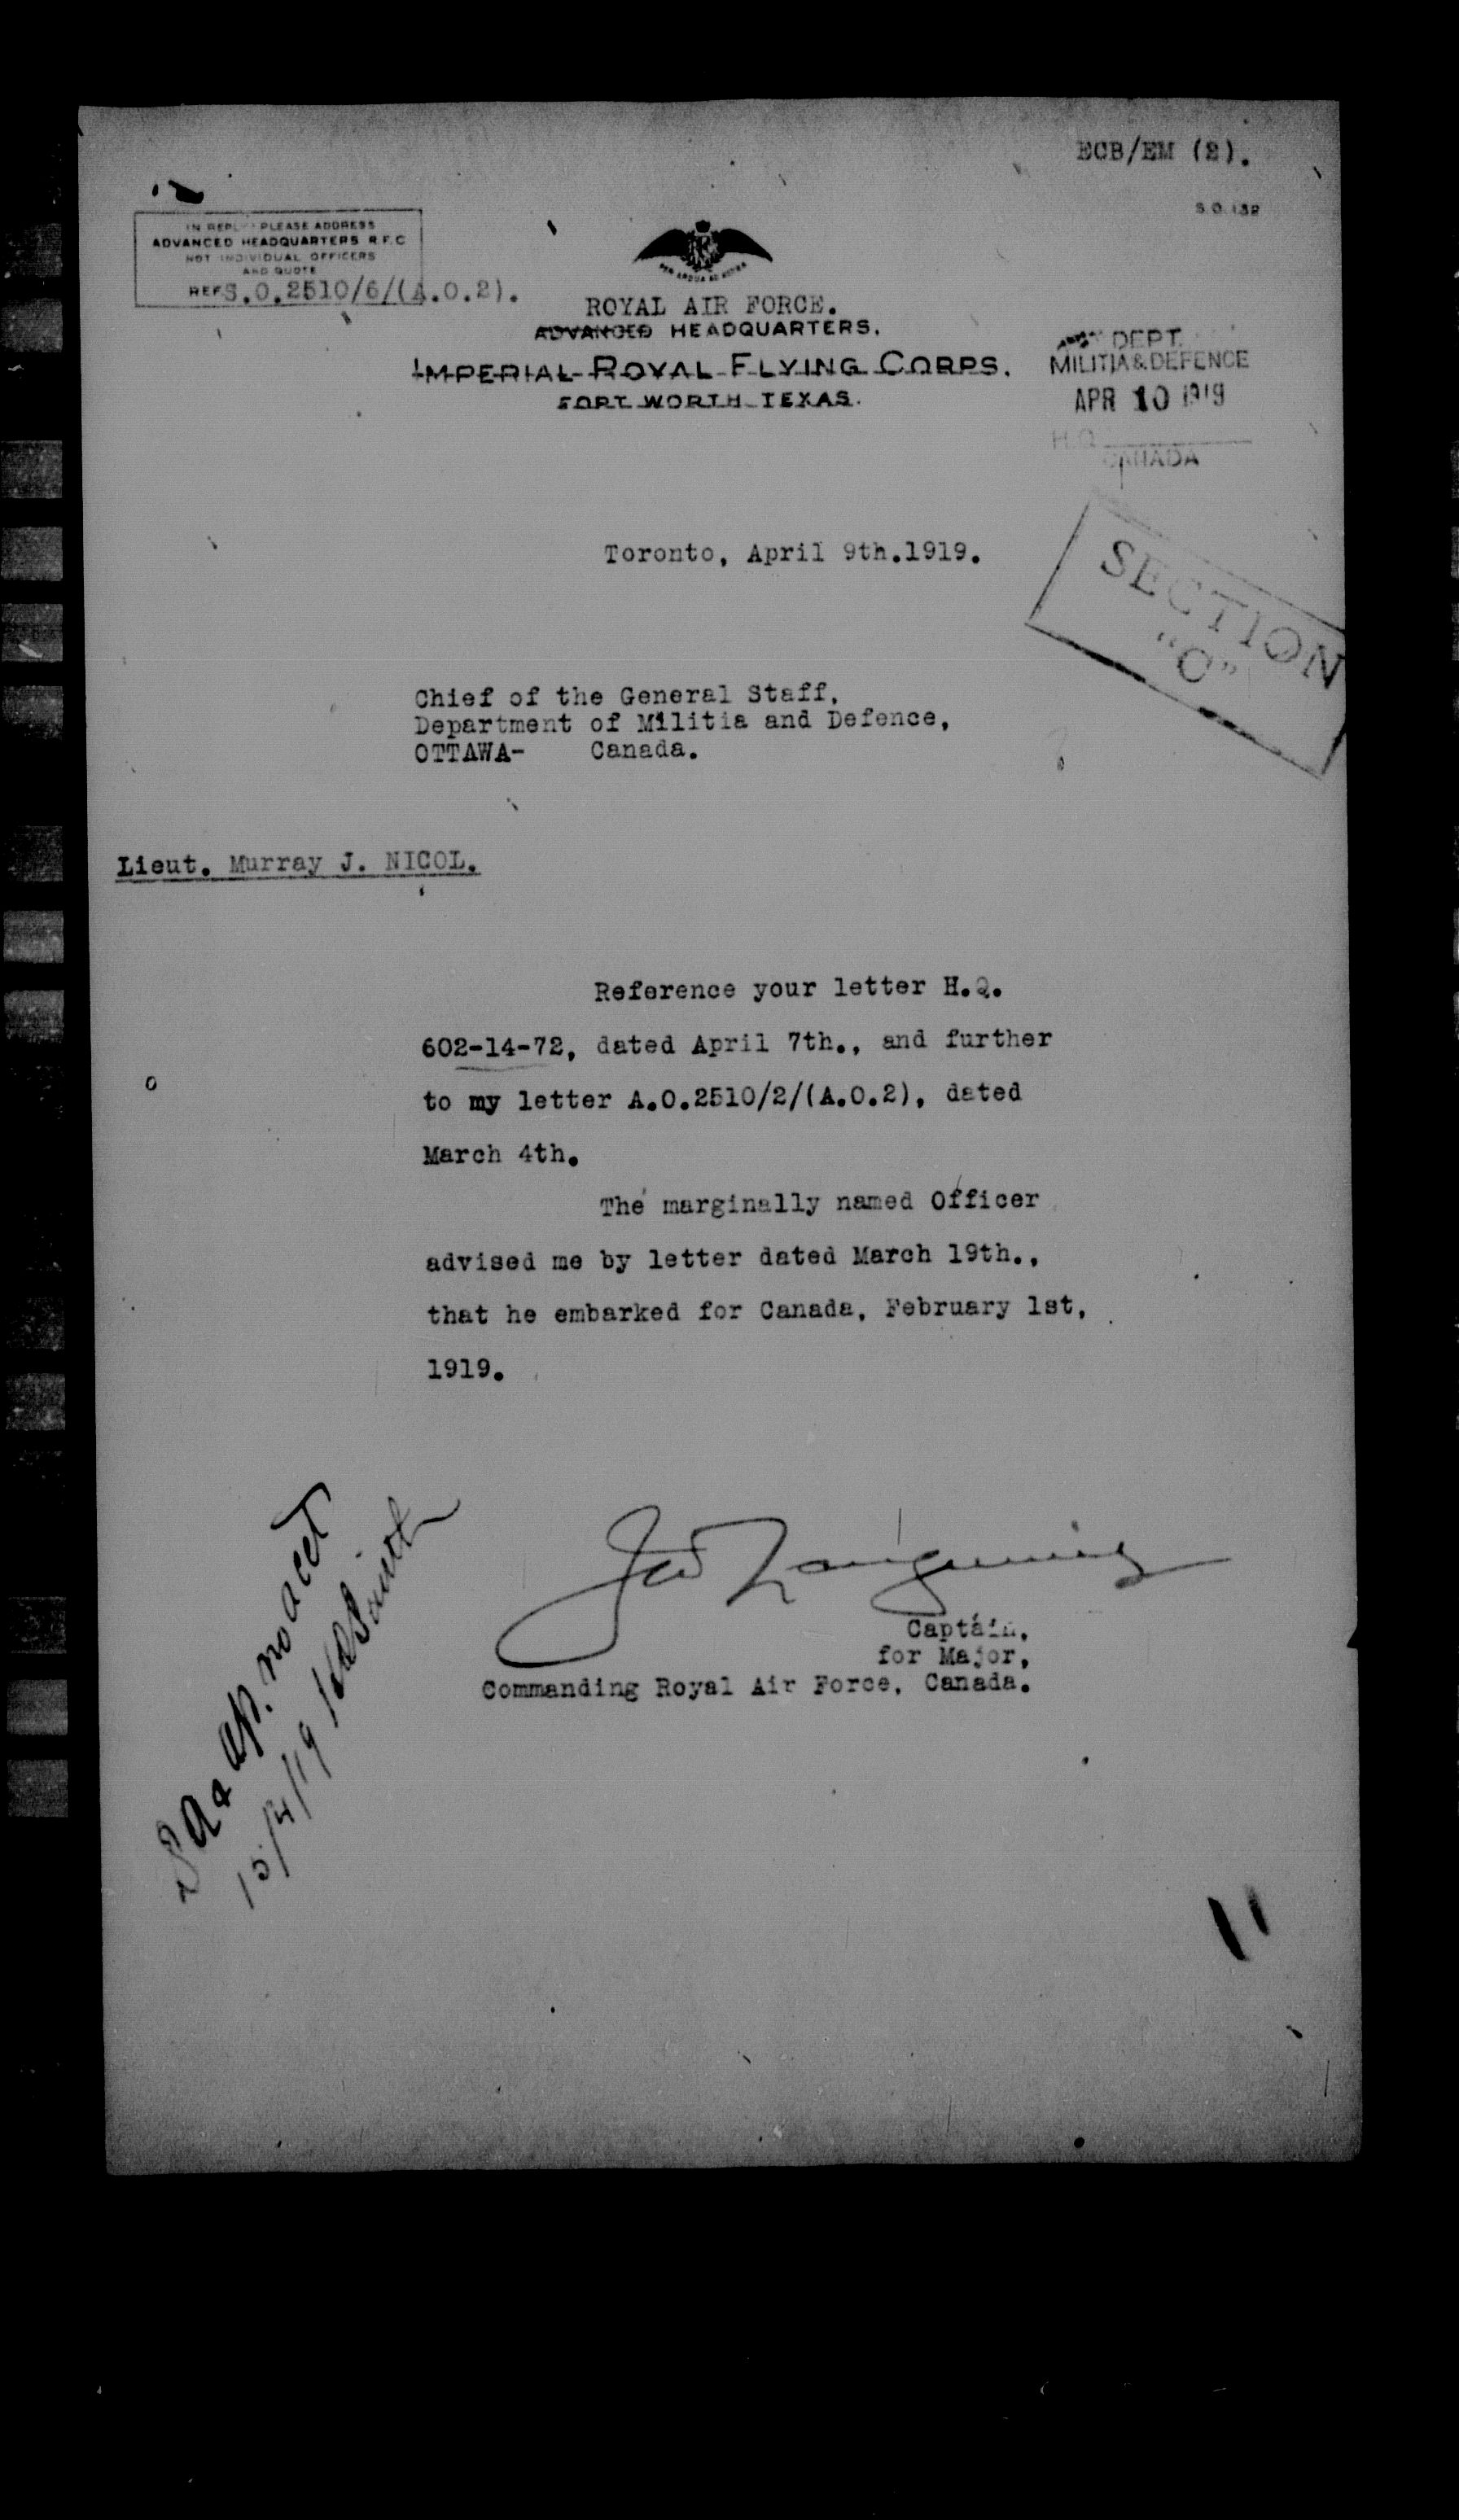 ECB/EM (2).
S.O. 132
IN REPLY PLEASE ADDRESS
ADVANCED HEADQUARTERS R.F.C
NOT INDIVIDUAL OFFICERS
AND QUOTE
REF S.O.2510/6/(A.O.2).
ROYAL AIR FORCE.
ADVANCED HEADQUARTERS,
IMPERIAL ROYAL FLYING CORPS.
FORT WORTH TEXAS.
DEPT.
MILITIA & DEFENCE
APR 10 1919
H.Q.
CANADA
Toronto, April 9th.1919.
SECTION
"O"
Chief of the General Staff,
Department of Militia and Defence,
OTTAWA- Canada.
Lieut. Murray J. NICOL.
Reference your letter H.Q.
602-14-72, dated April 7th., and further
to my letter A.O.2510/2/(A.O.2), dated
March 4th.
The marginally named Officer
advised me by letter dated March 19th.,
that he embarked for Canada, February 1st,
1919.
Captain,
for Major,
Commanding Royal Air Force, Canada.
no acct
15/4/19
11